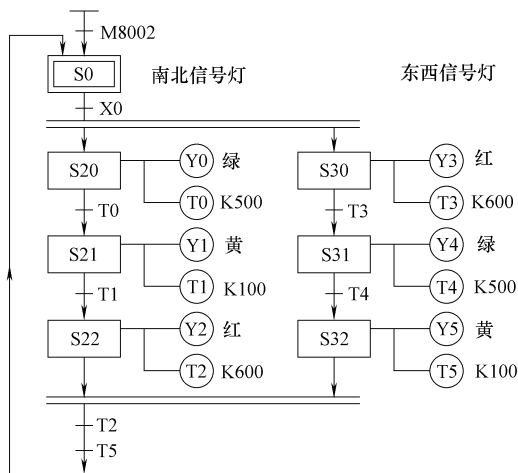 M8002
S0 南北信号灯 东西信号灯
X0
S20 Y0 绿 S30 Y3 红
T0 K500 T3 K600
T0 T3
S21 Y1 黄 S31 Y4 绿
T1 K100 T4 K500
T1 T4
S22 Y2 红 S32 Y5 黄
T2 K600 T5 K100
T2
T5